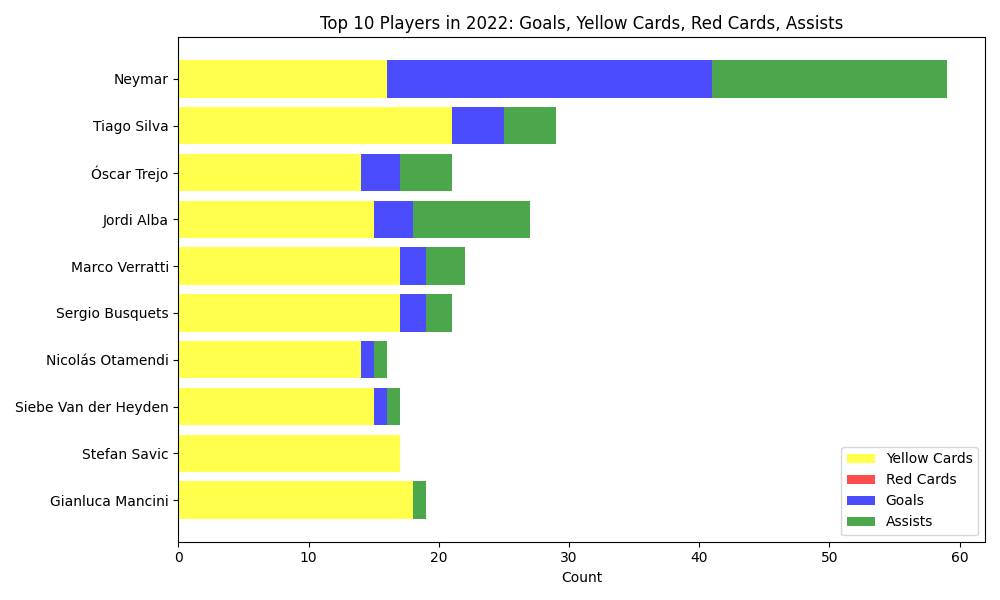 Top 10 Players in 2022: Goals, Yellow Cards, Red Cards, Assists
Neymar
Tiago Silva
Óscar Trejo
Jordi Alba
Marco Verratti
Sergio Busquets
Nicolás Otamendi
Siebe Van der Heyden
Stefan Savic
Gianluca Mancini
Yellow Cards
Red Cards
Goals
Assists
0 10 20 30 40 50 60
Count